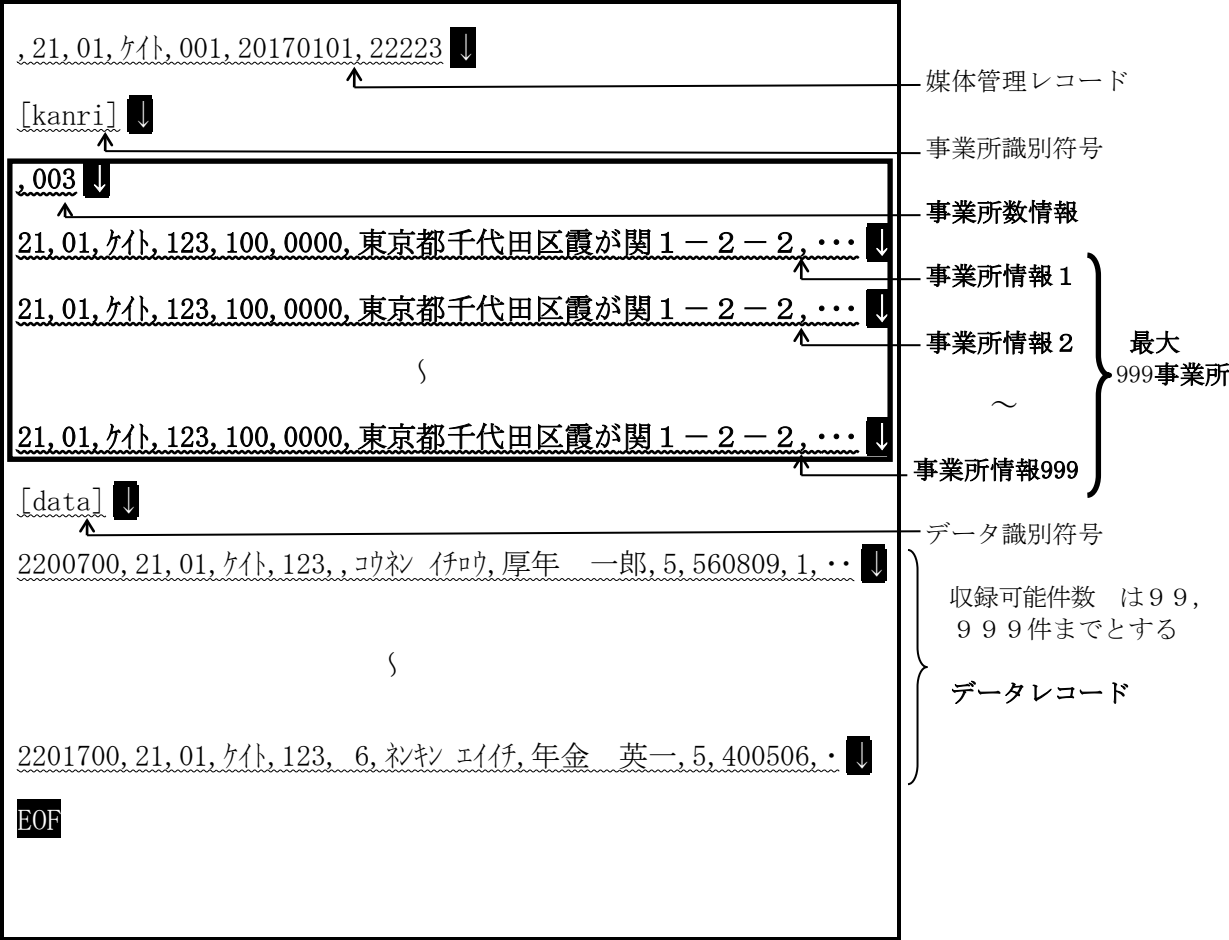 ,21,01,ｹｲﾄ,001,20170101,22223↓
媒体管理レコード
[kanri]↓
事業所識別符号
,003↓
事業所数情報
21,01,ｹｲﾄ,123,100,0000,東京都千代田区霞が関１－２－２,･･･↓
事業所情報１
21,01,ｹｲﾄ,123,100,0000,東京都千代田区霞が関１－２－２,･･･↓
事業所情報２
最大
999事業所
～
～
21,01,ｹｲﾄ,123,100,0000,東京都千代田区霞が関１－２－２,･･･↓
事業所情報999
[data]↓
データ識別符号
2200700,21,01,ｹｲﾄ,123,,ｺｳﾈﾝ ｲﾁﾛｳ,厚年　一郎,5,560809,1,･･↓
収録可能件数　は９９,
９９９件までとする
～
データレコード
2201700,21,01,ｹｲﾄ,123, 6,ﾈﾝｷﾝ ｴｲｲﾁ,年金　英一,5,400506,･↓
EOF